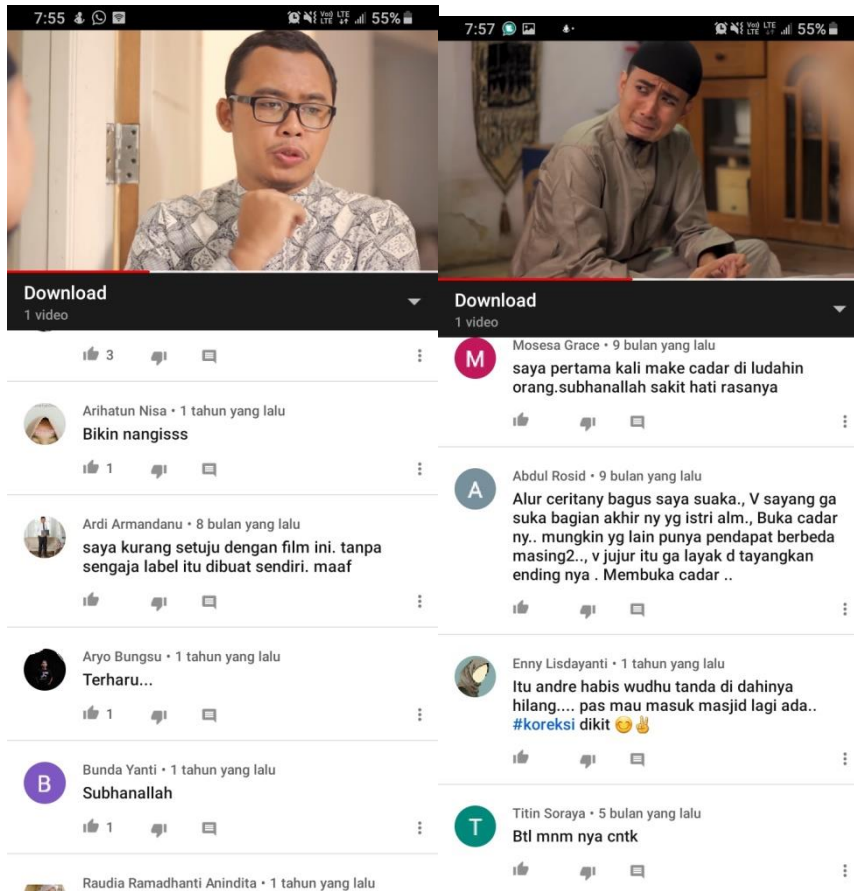 7:55
Voo) LTE
LTE
55%
Download
1 video
3
Arihatun Nisa • 1 tahun yang lalu
Bikin nangisss
1
Ardi Armandanu • 8 bulan yang lalu
saya kurang setuju dengan film ini. tanpa
sengaja label itu dibuat sendiri. maaf
Aryo Bungsu • 1 tahun yang lalu
Terharu...
1
B
Bunda Yanti • 1 tahun yang lalu
Subhanallah
1
Raudia Ramadhanti Anindita • 1 tahun yang lalu
7:57
Voo) LTE
LTE
55%
Download
1 video
M
Mosesa Grace • 9 bulan yang lalu
saya pertama kali make cadar di ludahin
orang.subhanallah sakit hati rasanya
A
Abdul Rosid • 9 bulan yang lalu
Alur ceritany bagus saya suaka., V sayang ga
suka bagian akhir ny yg istri alm., Buka cadar
ny.. mungkin yg lain punya pendapat berbeda
masing2.., v jujur itu ga layak d tayangkan
ending nya . Membuka cadar ..
Enny Lisdayanti • 1 tahun yang lalu
Itu andre habis wudhu tanda di dahinya
hilang.... pas mau masuk masjid lagi ada..
#koreksi dikit 😊✌
T
Titin Soraya • 5 bulan yang lalu
Btl mnm nya cntk